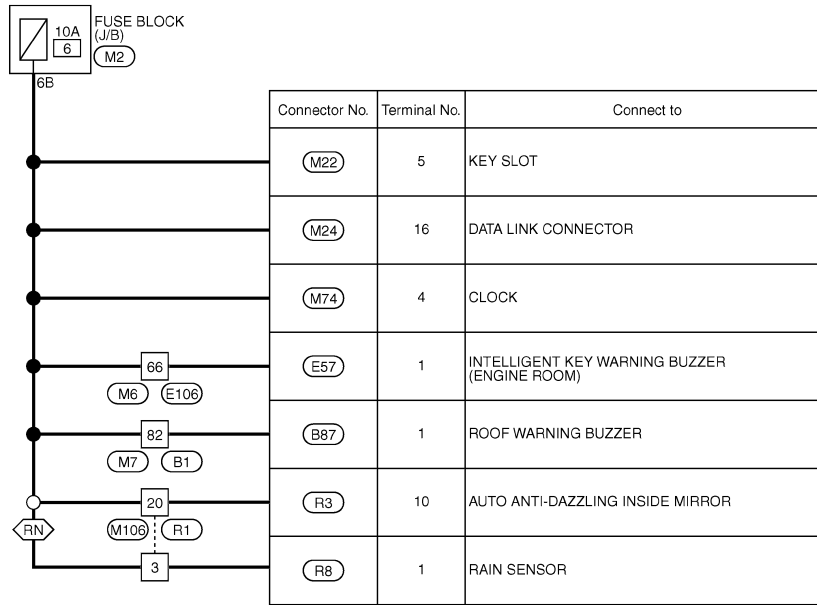 FUSE BLOCK
(J/B)
10A
6
M2
6B
Connector No. Terminal No. Connect to
M22 5 KEY SLOT
M24 16 DATA LINK CONNECTOR
M74 4 CLOCK
66 E57 1 INTELLIGENT KEY WARNING BUZZER
(ENGINE ROOM)
M6 E106
82 B87 1 ROOF WARNING BUZZER
M7 B1
20 R3 10 AUTO ANTI-DAZZLING INSIDE MIRROR
RN M106 R1
3 R8 1 RAIN SENSOR